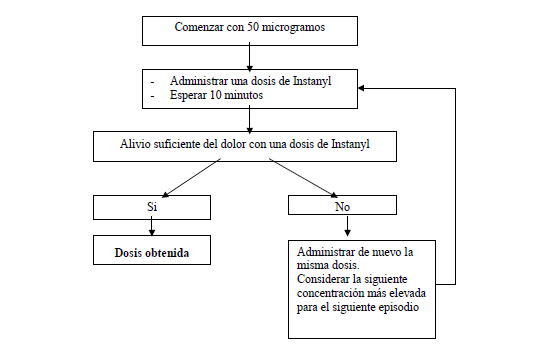 Comenzar con 50 microgramos
- Administrar una dosis de Instanyl
- Esperar 10 minutos
Alivio suficiente del dolor con una dosis de Instanyl
Si
No
Dosis obtenida
Administrar de nuevo la
misma dosis.
Considerar la siguiente
concentración más elevada
para el siguiente episodio